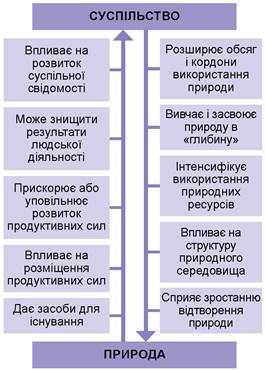 СУСПІЛЬСТВО
Впливає на
розвиток
суспільної
свідомості
Може знищити
результати
людської
діяльності
Прискорює або
уповільнює
розвиток
продуктивних сил
Впливає на
розміщення
продуктивних сил
Дає засоби для
існування
Розширює обсяг
і кордони
використання
природи
Вивчає і засвоює
природу в
«глибину»
Інтенсифікує
використання
природних
ресурсів
Впливає на
структуру
природного
середовища
Сприяє зростанню
відтворення
природи
ПРИРОДА